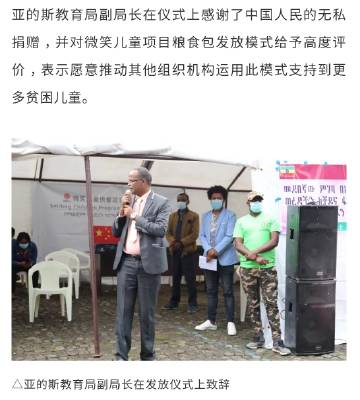 亚的斯教育局副局长在仪式上感谢了中国人民的无私
捐赠，并对微笑儿童项目粮食包发放模式给予高度评
价，表示愿意推动其他组织机构运用此模式支持到更
多贫困儿童。
Smiling Children Program
△亚的斯教育局副局长在发放仪式上致辞